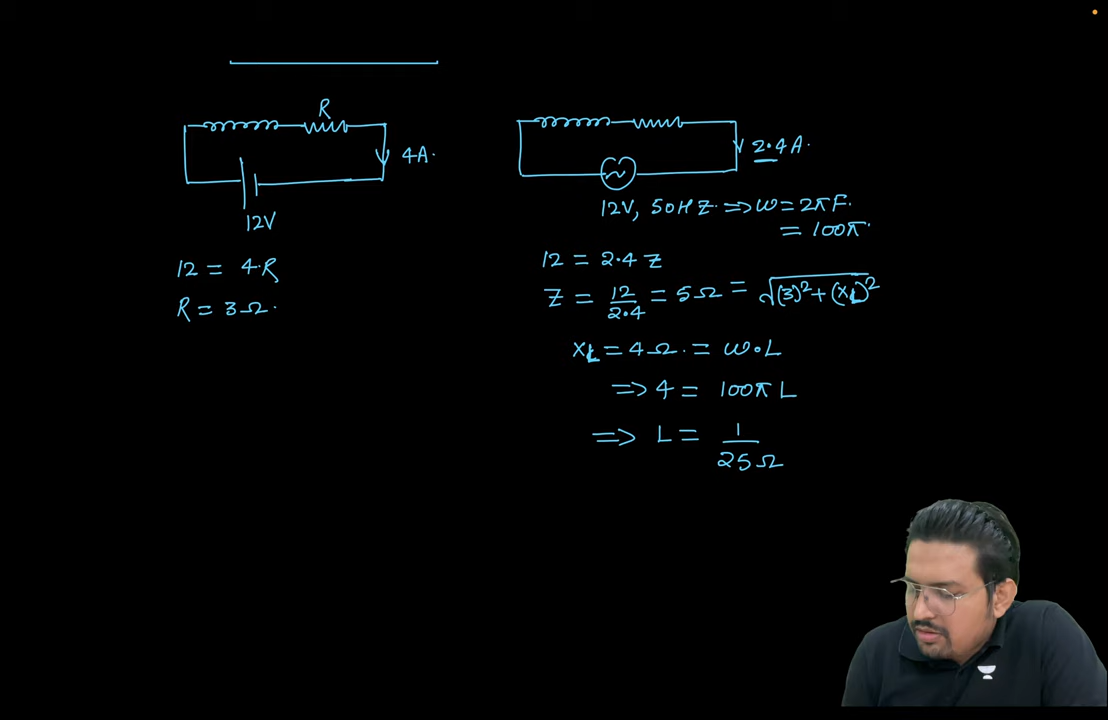 R
4A.
12V
12 = 4.R
R = 3Ω.
2.4A.
12V, 50HZ. => ω = 2πF.
= 100π.
12 = 2.4 Z
Z = 12/2.4 = 5Ω = √(3)²+(XL)²
XL = 4Ω. = ω.L
=> 4 = 100π L
=> L = 1/25Ω